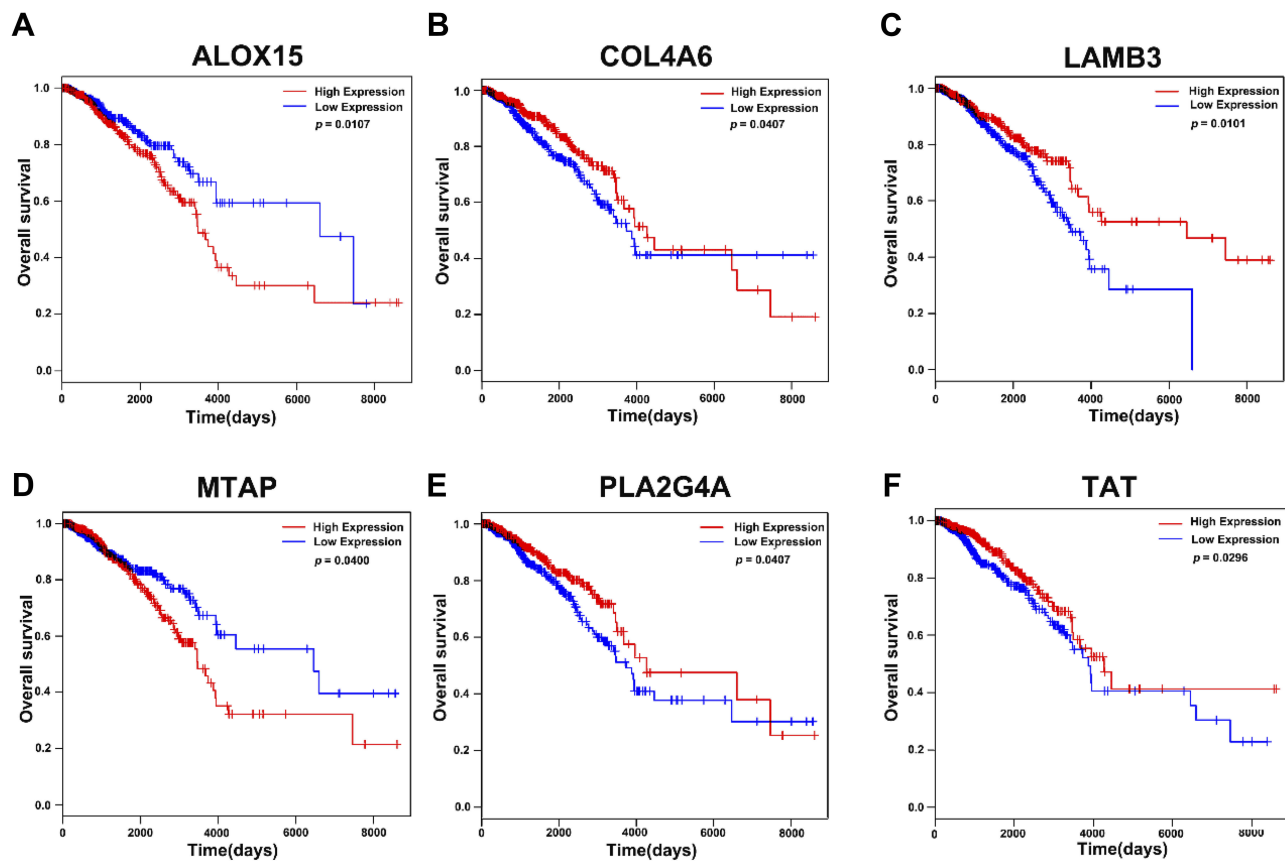 A
ALOX15
High Expression
Low Expression
p = 0.0107
Overall survival
1.0
0.8
0.6
0.4
0.2
0.0
0 2000 4000 6000 8000
Time(days)
B
COL4A6
High Expression
Low Expression
p = 0.0407
Overall survival
1.0
0.8
0.6
0.4
0.2
0.0
0 2000 4000 6000 8000
Time(days)
C
LAMB3
High Expression
Low Expression
p = 0.0101
Overall survival
1.0
0.8
0.6
0.4
0.2
0.0
0 2000 4000 6000 8000
Time(days)
D
MTAP
High Expression
Low Expression
p = 0.0400
Overall survival
1.0
0.8
0.6
0.4
0.2
0.0
0 2000 4000 6000 8000
Time(days)
E
PLA2G4A
High Expression
Low Expression
p = 0.0407
Overall survival
1.0
0.8
0.6
0.4
0.2
0.0
0 2000 4000 6000 8000
Time(days)
F
TAT
High Expression
Low Expression
p = 0.0296
Overall survival
1.0
0.8
0.6
0.4
0.2
0.0
0 2000 4000 6000 8000
Time(days)